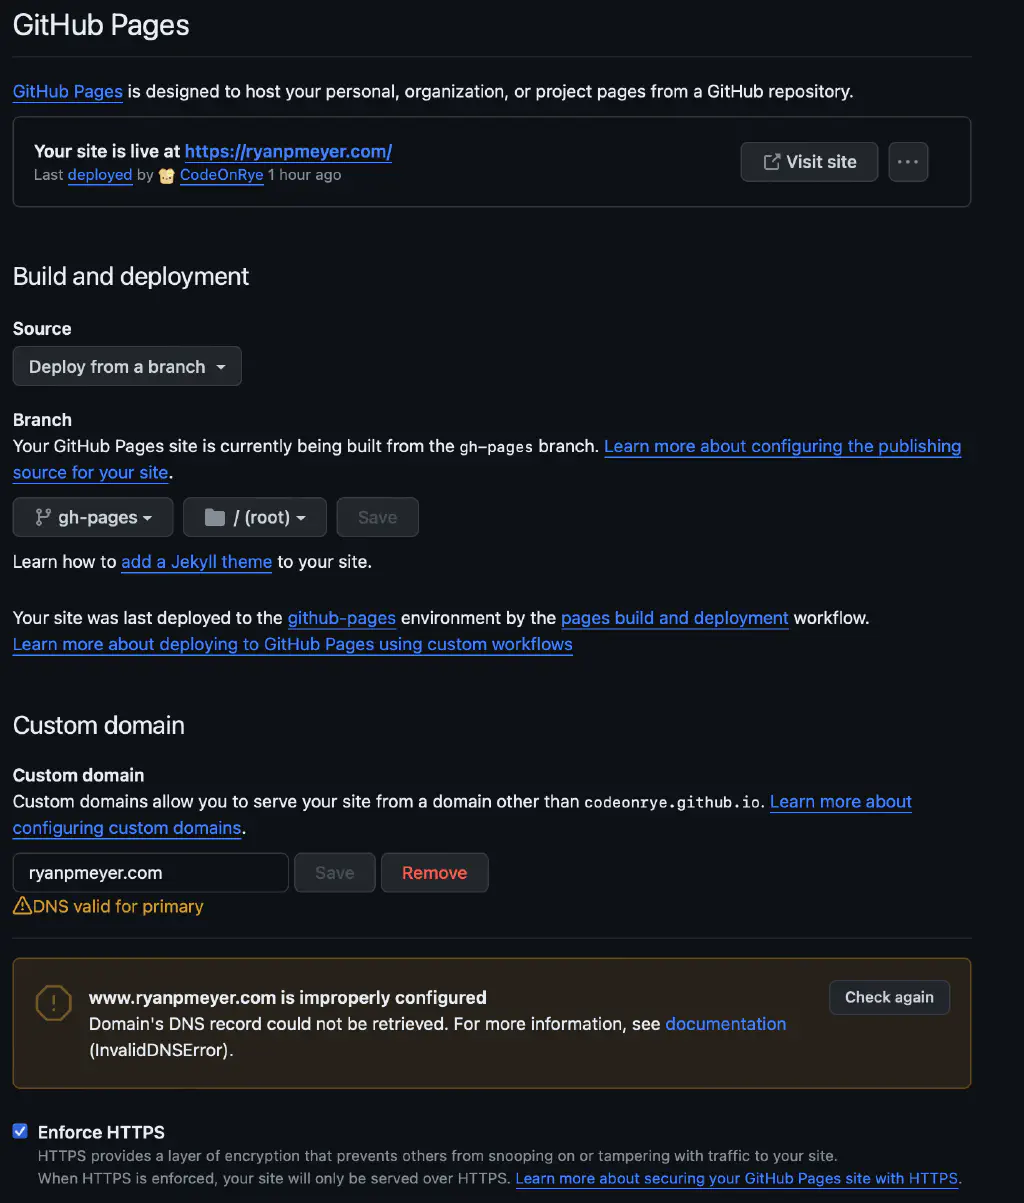 GitHub Pages
GitHub Pages is designed to host your personal, organization, or project pages from a GitHub repository.
Your site is live at https://ryanpmeyer.com/
Last deployed by CodeOnRye 1 hour ago
Visit site
Build and deployment
Source
Deploy from a branch
Branch
Your GitHub Pages site is currently being built from the gh-pages branch. Learn more about configuring the publishing
source for your site.
gh-pages
/ (root)
Save
Learn how to add a Jekyll theme to your site.
Your site was last deployed to the github-pages environment by the pages build and deployment workflow.
Learn more about deploying to GitHub Pages using custom workflows
Custom domain
Custom domain
Custom domains allow you to serve your site from a domain other than codeonrye.github.io. Learn more about
configuring custom domains.
ryanpmeyer.com
Save
Remove
DNS valid for primary
www.ryanpmeyer.com is improperly configured
Check again
Domain's DNS record could not be retrieved. For more information, see documentation
(InvalidDNSError).
Enforce HTTPS
HTTPS provides a layer of encryption that prevents others from snooping on or tampering with traffic to your site.
When HTTPS is enforced, your site will only be served over HTTPS. Learn more about securing your GitHub Pages site with HTTPS.